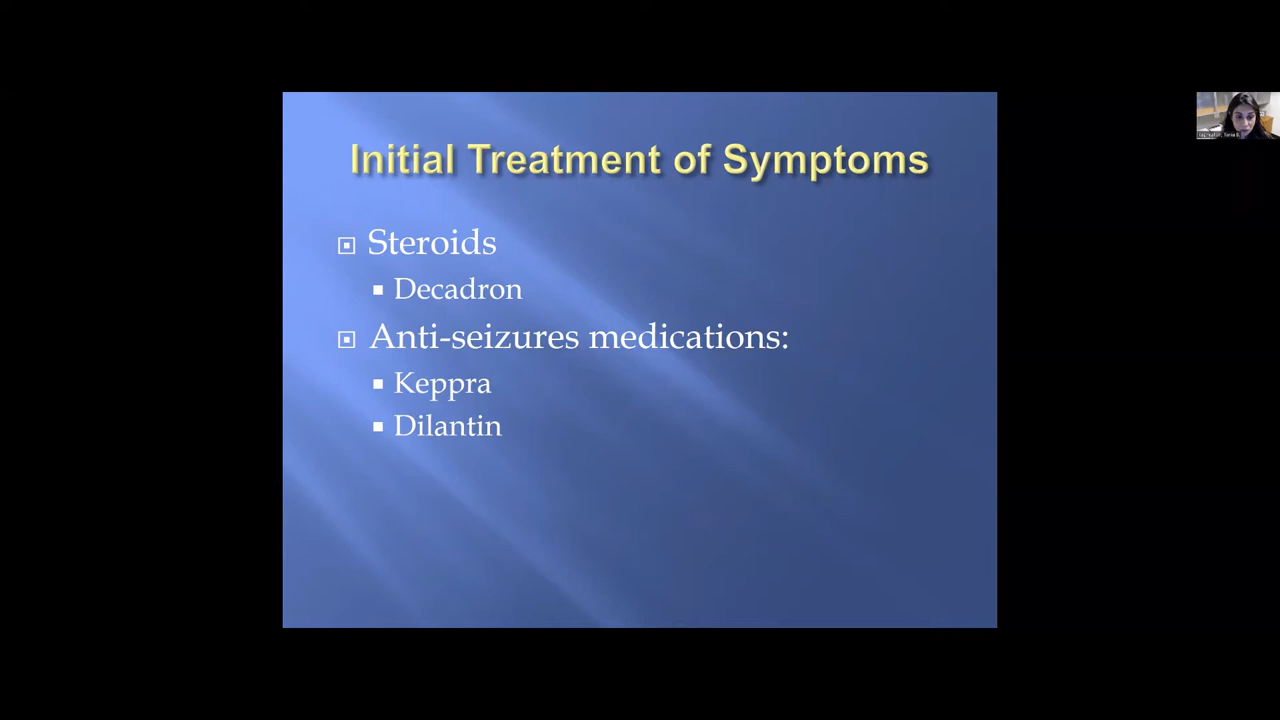 Initial Treatment of Symptoms
Steroids
Decadron
Anti-seizures medications:
Keppra
Dilantin